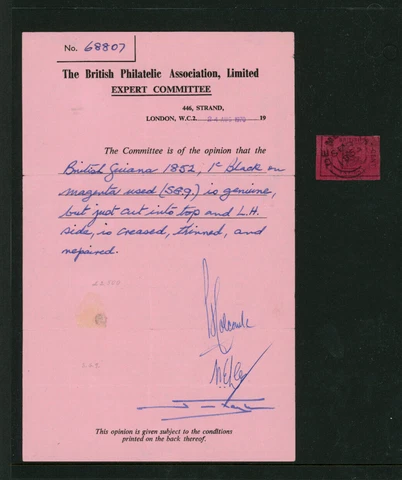 No. 68807
The British Philatelic Association, Limited
EXPERT COMMITTEE
446, STRAND,
LONDON, W.C.2. 19
The Committee is of the opinion that the
British Guiana 1852, 1c Black on
magenta used (S.G.9.) is genuine,
but just cut into top and L.H.
side, is creased, thinned, and
repaired.
This opinion is given subject to the conditions
printed on the back thereof.